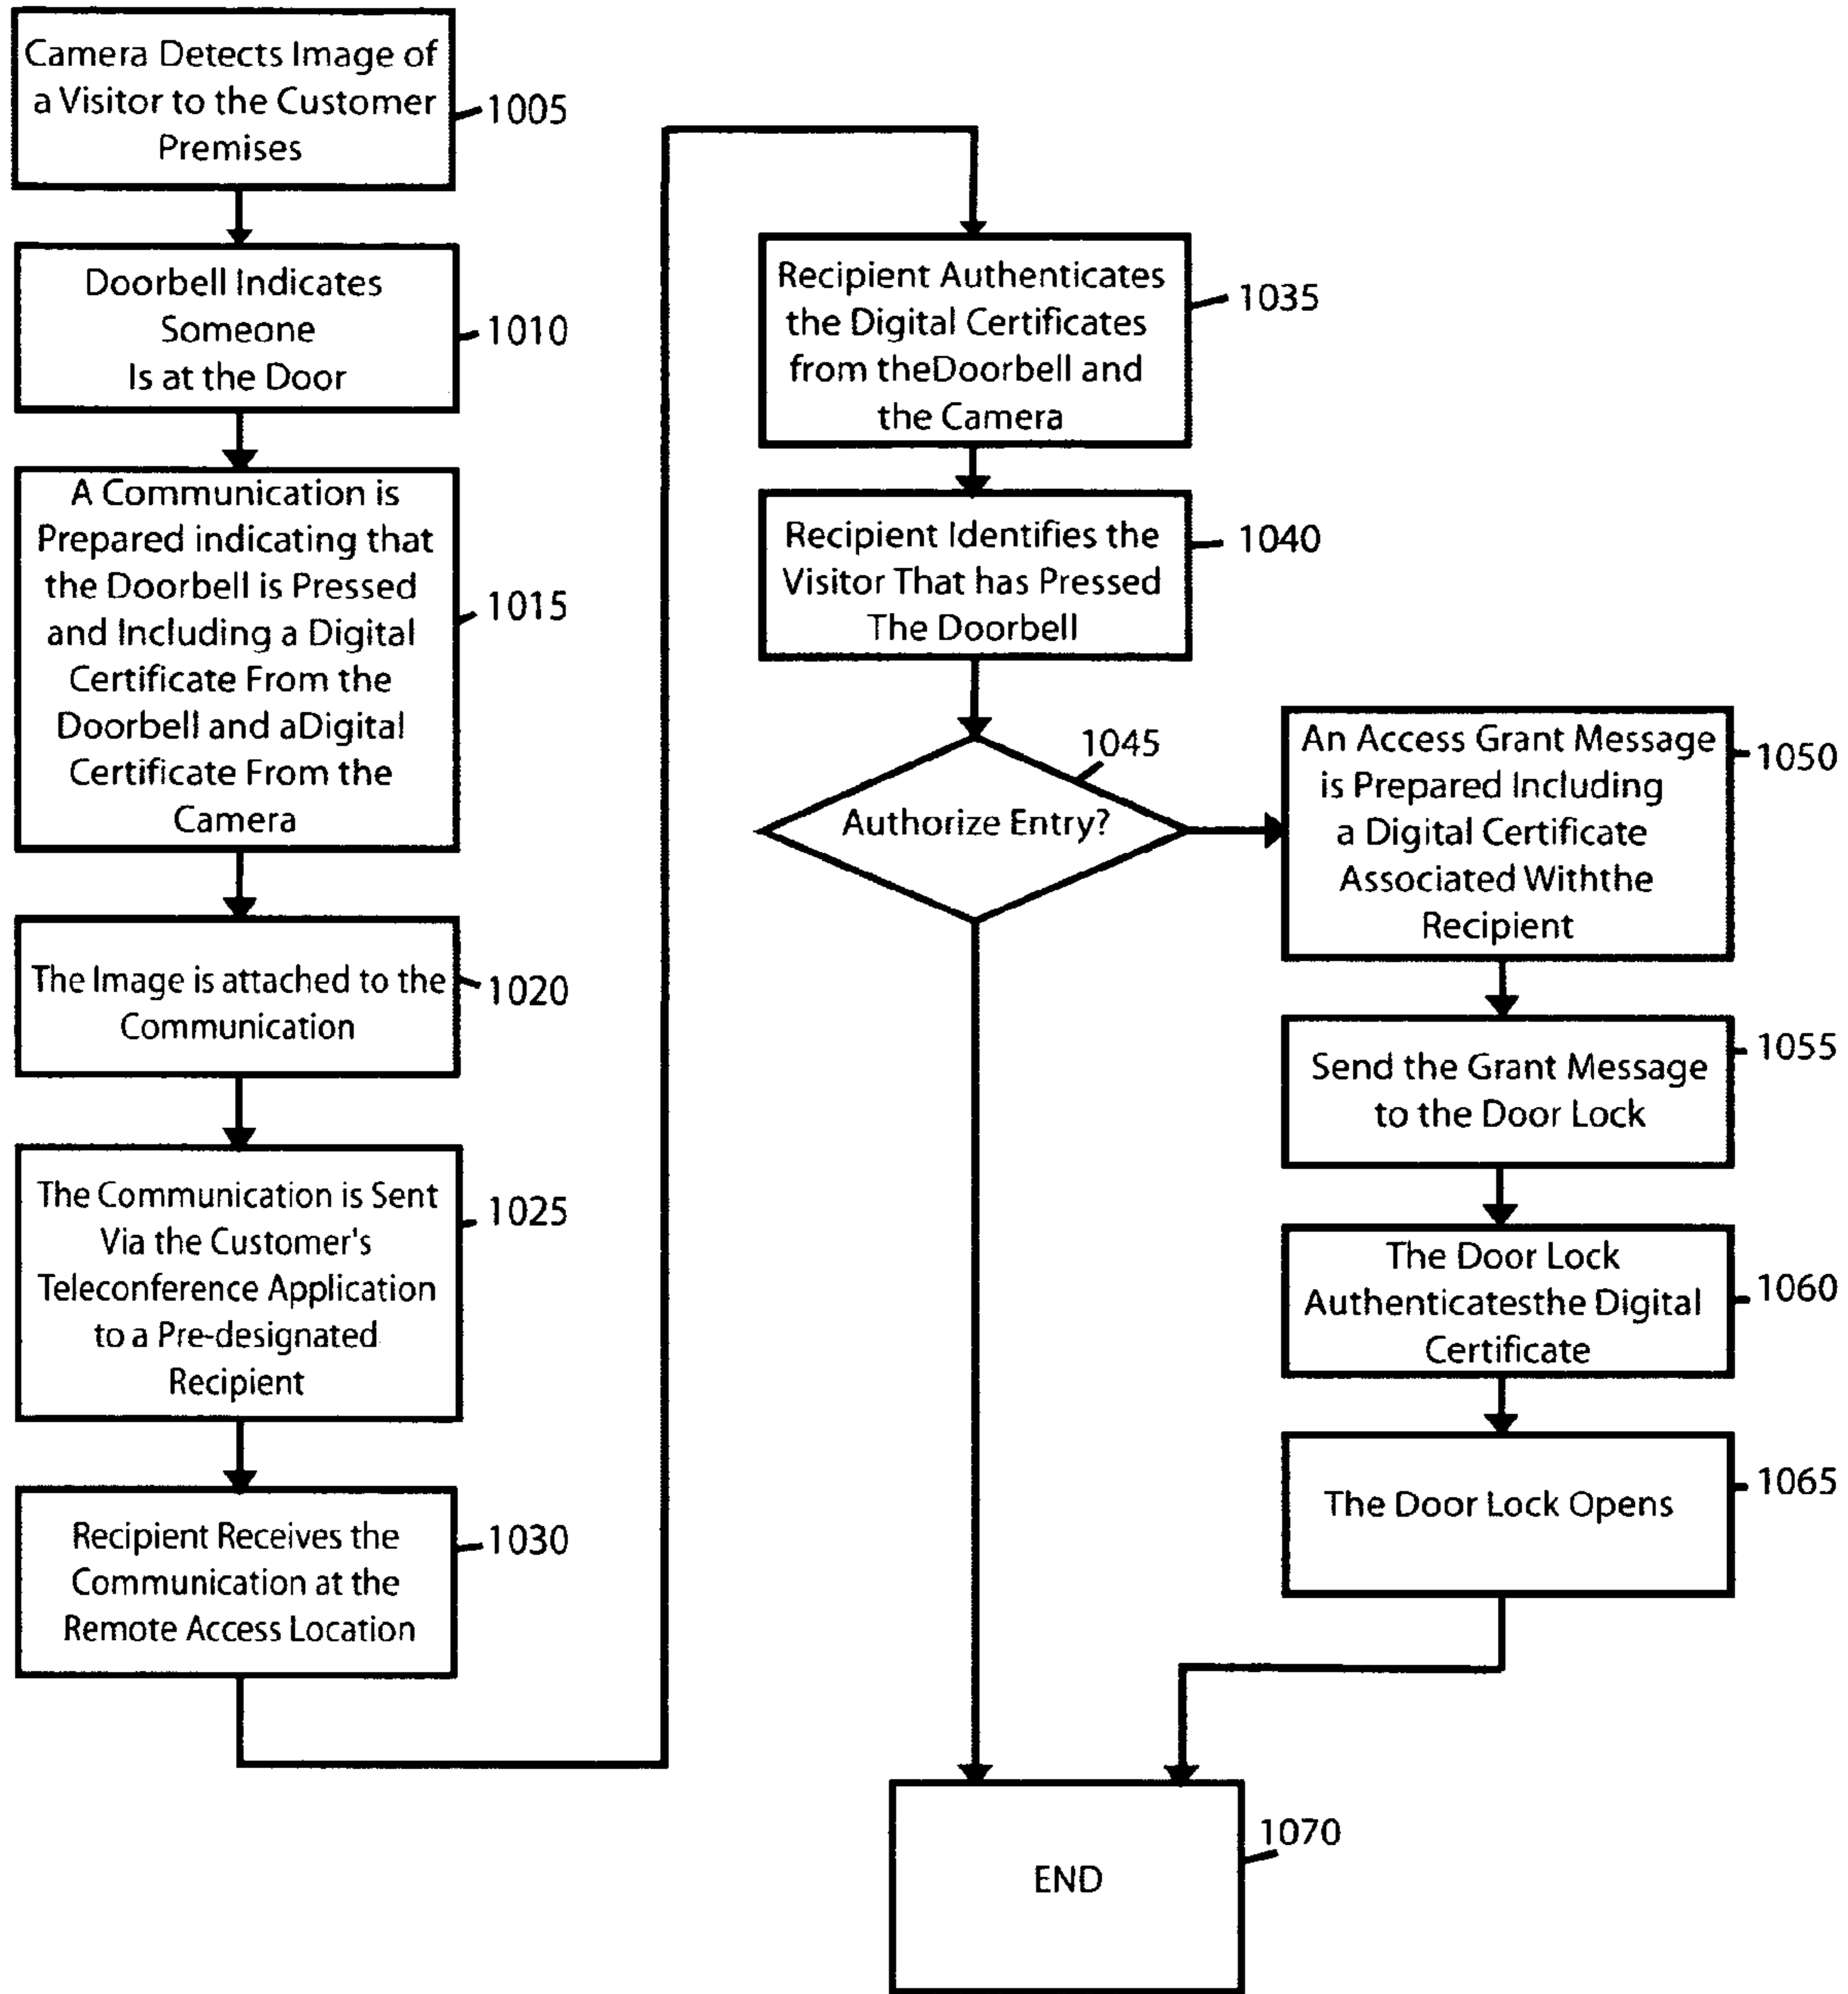 Camera Detects Image of
a Visitor to the Customer
Premises
1005
Doorbell Indicates
Someone
Is at the Door
1010
A Communication is
Prepared indicating that
the Doorbell is Pressed
and Including a Digital
Certificate From the
Doorbell and aDigital
Certificate From the
Camera
1015
The Image is attached to the
Communication
1020
The Communication is Sent
Via the Customer's
Teleconference Application
to a Pre-designated
Recipient
1025
Recipient Receives the
Communication at the
Remote Access Location
1030
Recipient Authenticates
the Digital Certificates
from theDoorbell and
the Camera
1035
Recipient Identifies the
Visitor That has Pressed
The Doorbell
1040
Authorize Entry?
1045
An Access Grant Message
is Prepared Including
a Digital Certificate
Associated Withthe
Recipient
1050
Send the Grant Message
to the Door Lock
1055
The Door Lock
Authenticatesthe Digital
Certificate
1060
The Door Lock Opens
1065
END
1070